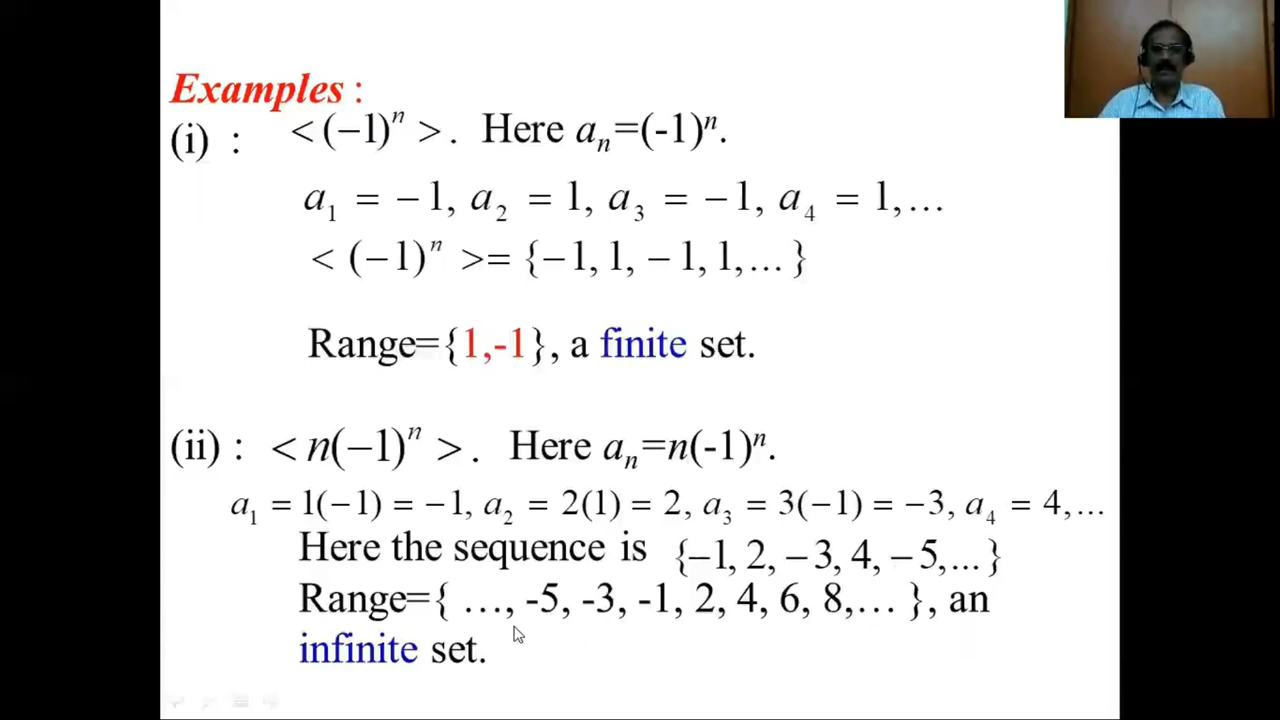 Examples :
(i) : < (−1)ⁿ > . Here aₙ=(-1)ⁿ.
a₁ = −1, a₂ = 1, a₃ = −1, a₄ = 1,...
< (−1)ⁿ >= {−1, 1, −1, 1,... }
Range={1,-1}, a finite set.
(ii) : < n(−1)ⁿ > . Here aₙ=n(-1)ⁿ.
a₁ = 1(−1) = −1, a₂ = 2(1) = 2, a₃ = 3(−1) = −3, a₄ = 4,...
Here the sequence is {−1, 2, −3, 4, −5,... }
Range={ …, -5, -3, -1, 2, 4, 6, 8,… }, an
infinite set.